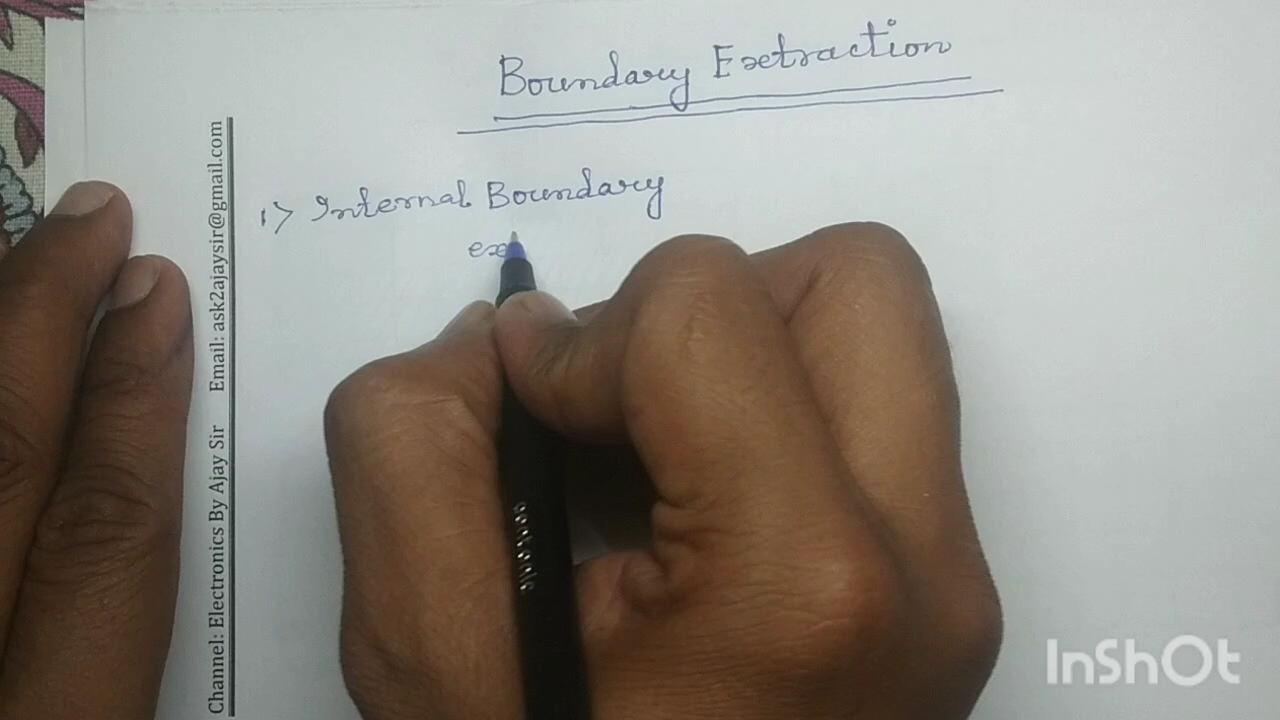 Boundary Extraction
1) Internal Boundary
ex
Channel: Electronics By Ajay Sir Email: ask2ajaysir@gmail.com
InShOt